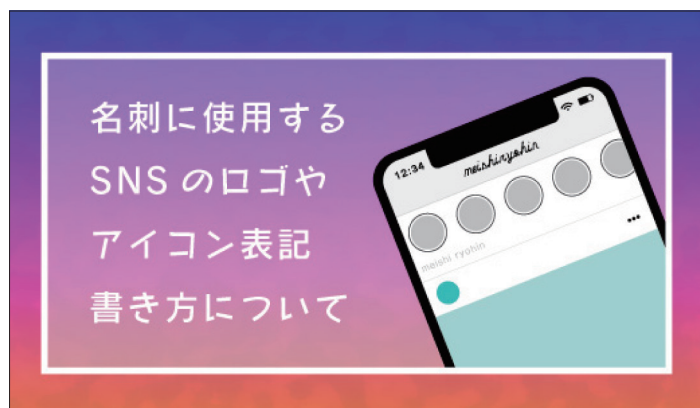 名刺に使用する
SNSのロゴや
アイコン表記
書き方について
12:34
meishiryohin
meishi ryohin